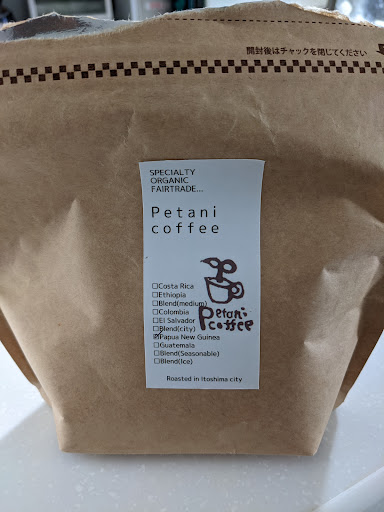 開封後はチャックを閉じてください
SPECIALTY
ORGANIC
FAIRTRADE...
Petani
coffee
□Costa Rica
□Ethiopia
□Blend(medium)
□Colombia
□El Salvador
□Blend(city)
☑Papua New Guinea
□Guatemala
□Blend(Seasonable)
□Blend(Ice)
Petani
coffee
Roasted in Itoshima city